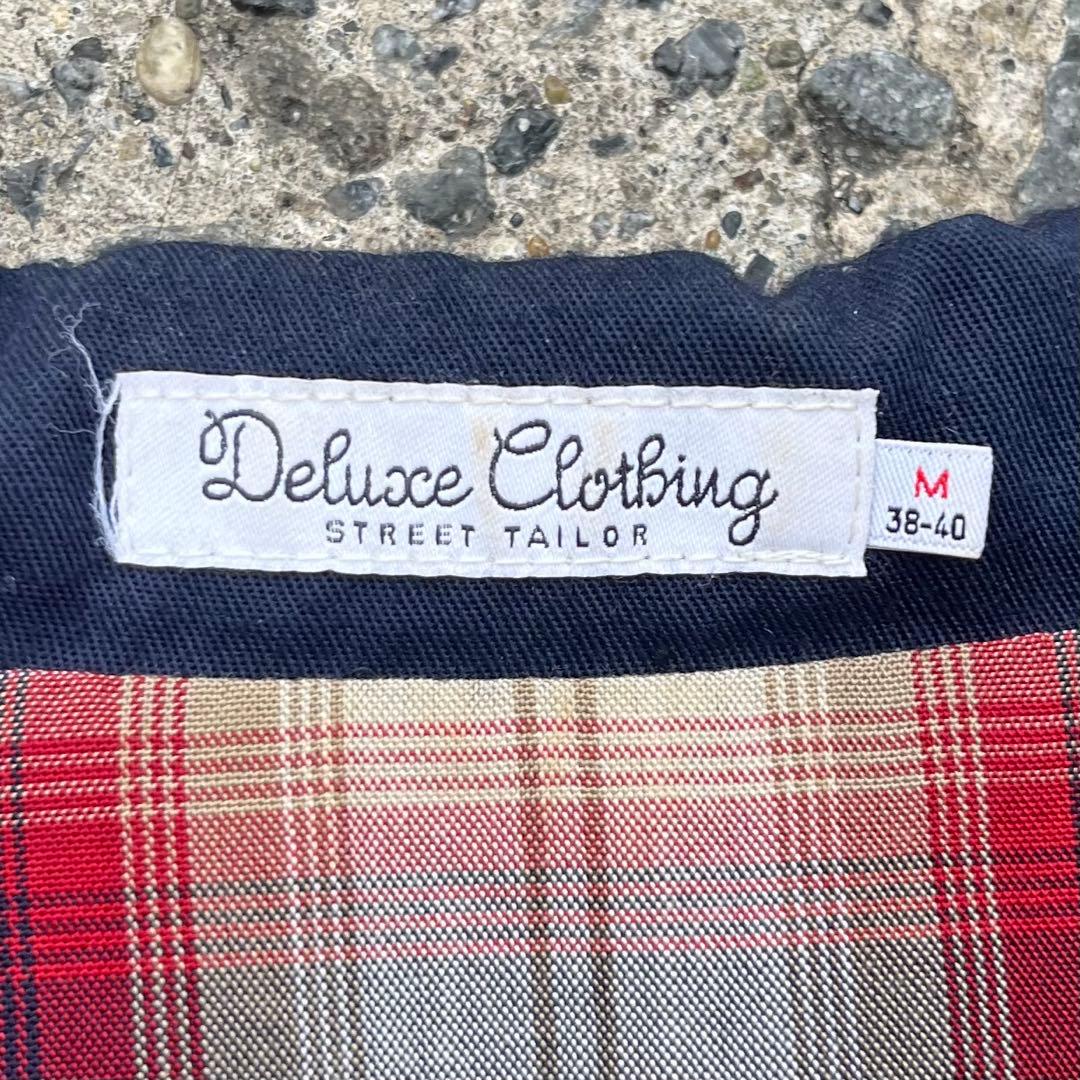 Deluxe Clothing
STREET TAILOR
M
38-40